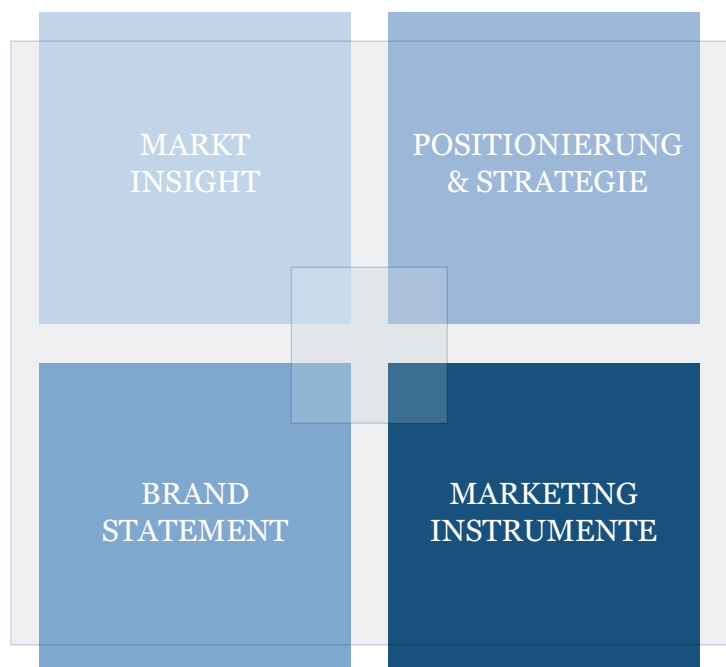 MARKT
INSIGHT
POSITIONIERUNG
& STRATEGIE
BRAND
STATEMENT
MARKETING
INSTRUMENTE